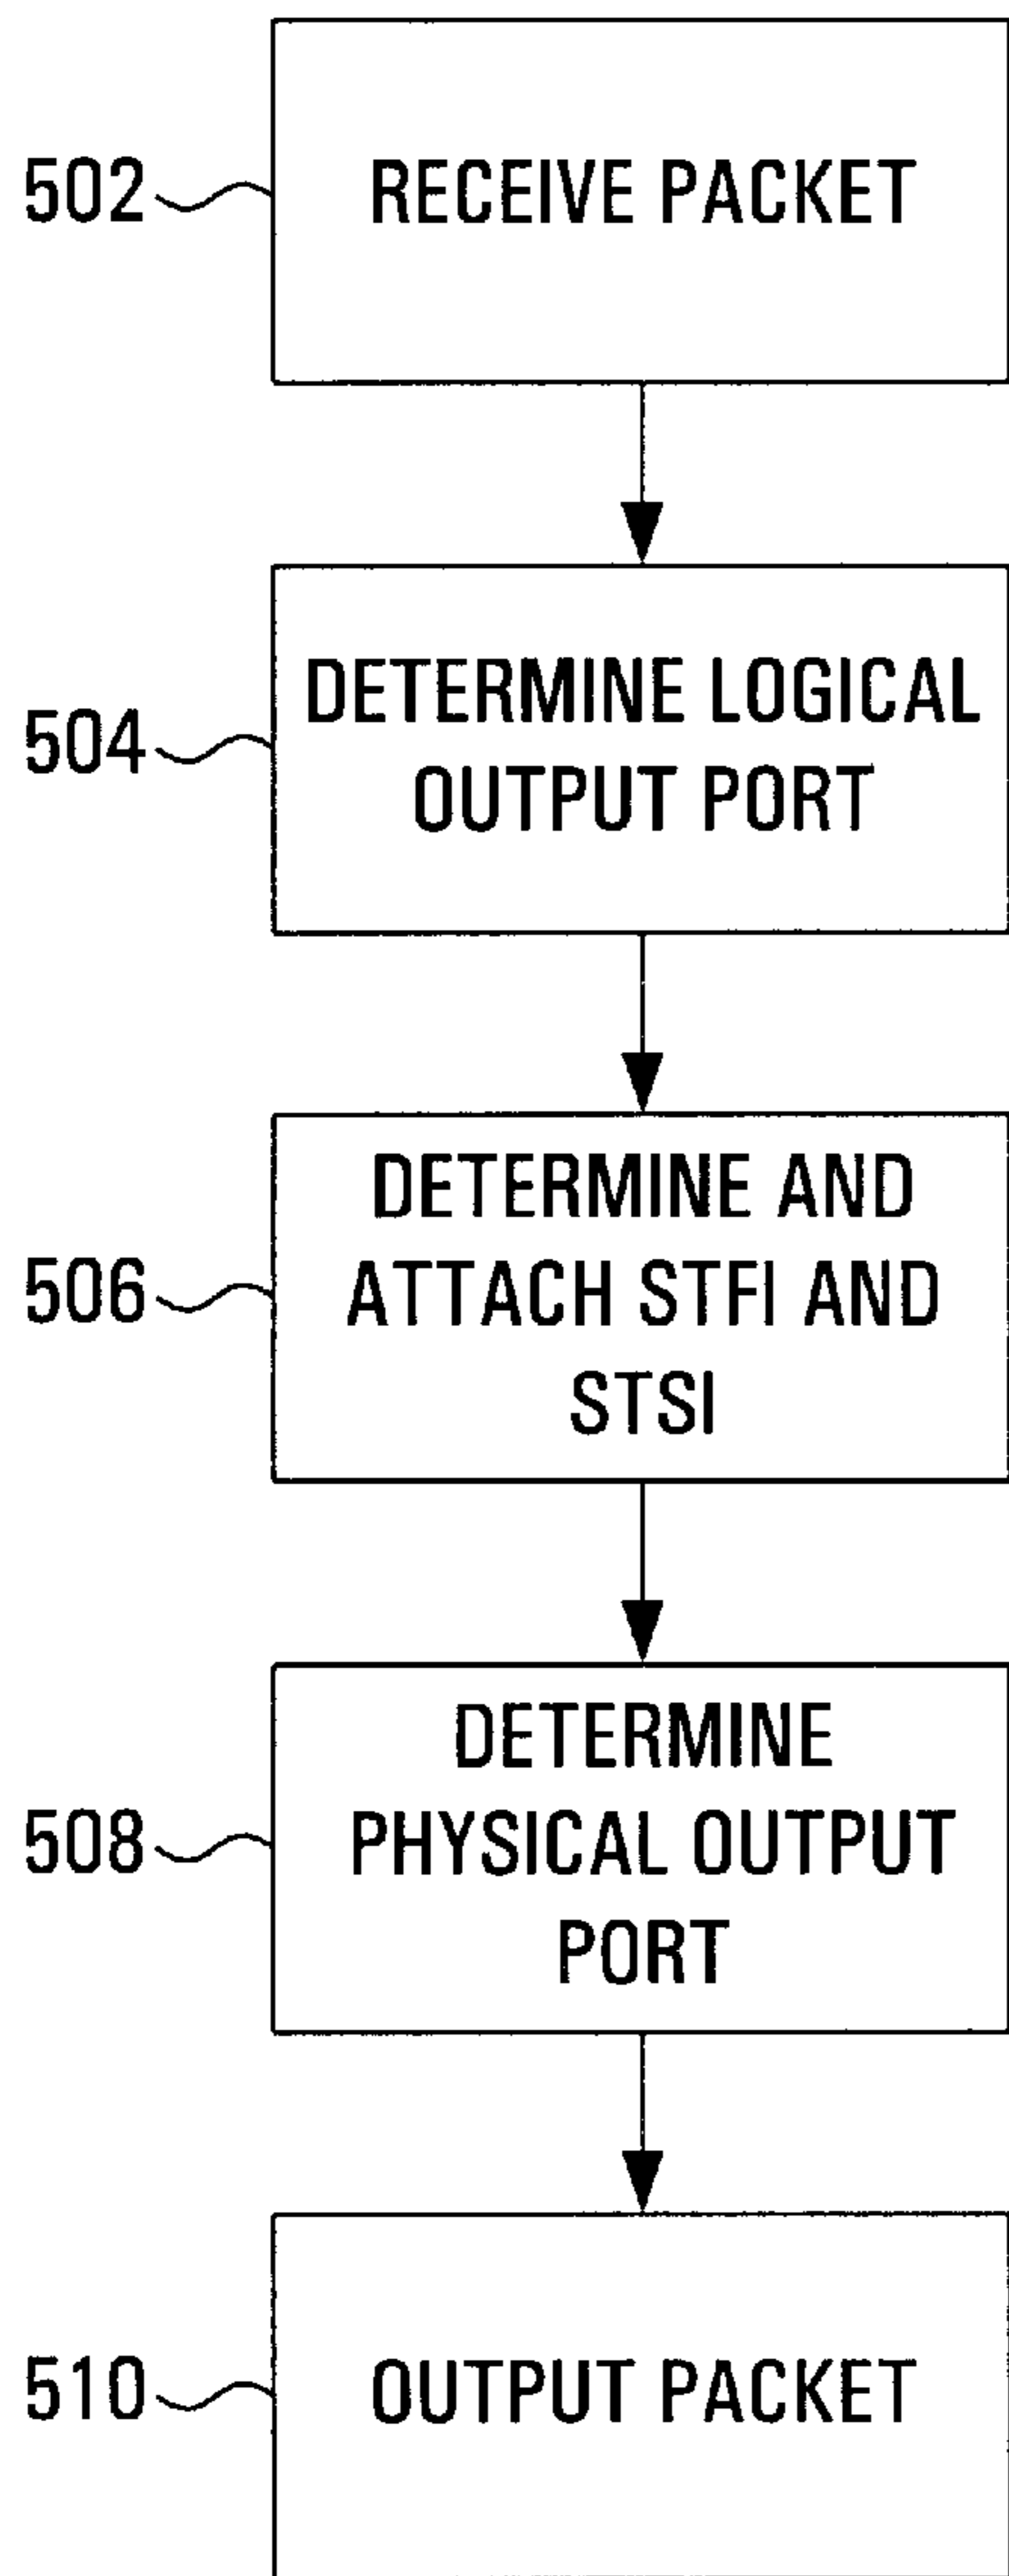 502
RECEIVE PACKET
504
DETERMINE LOGICAL
OUTPUT PORT
506
DETERMINE AND
ATTACH STFI AND
STSI
508
DETERMINE
PHYSICAL OUTPUT
PORT
510
OUTPUT PACKET